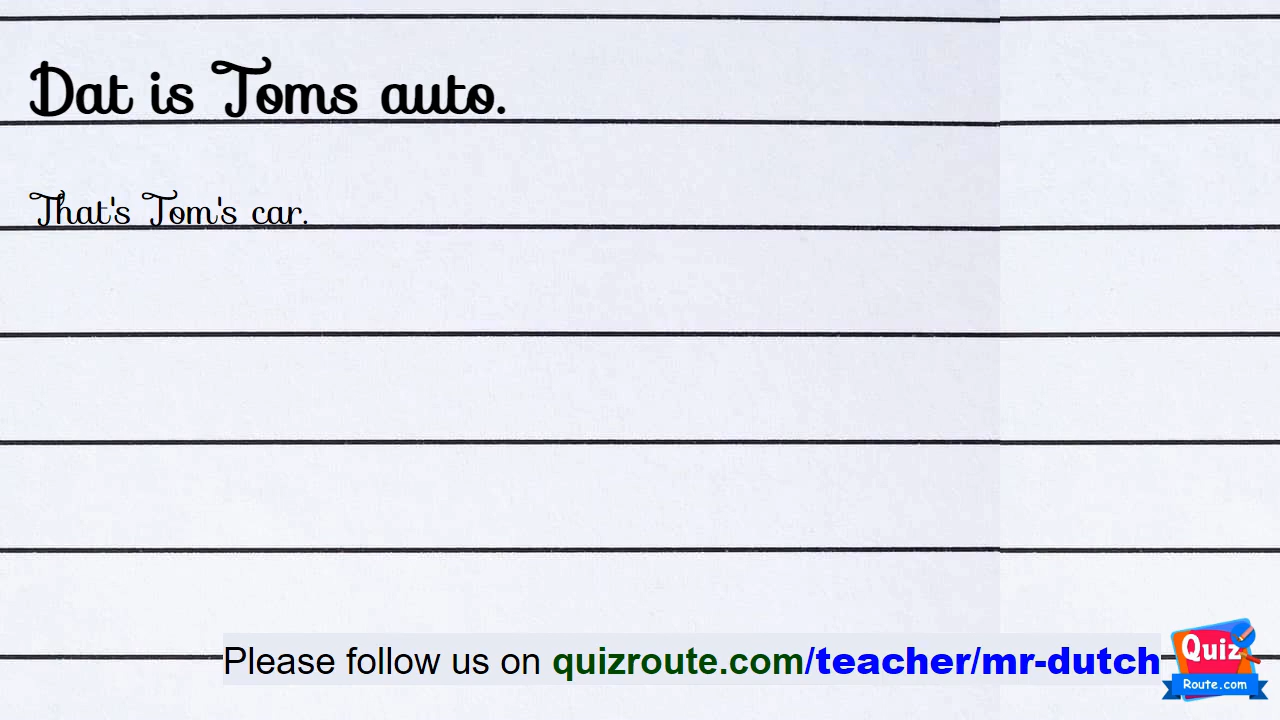 Dat is Toms auto.
That's Tom's car.
Please follow us on quizroute.com/teacher/mr-dutch
Quiz
Route.com